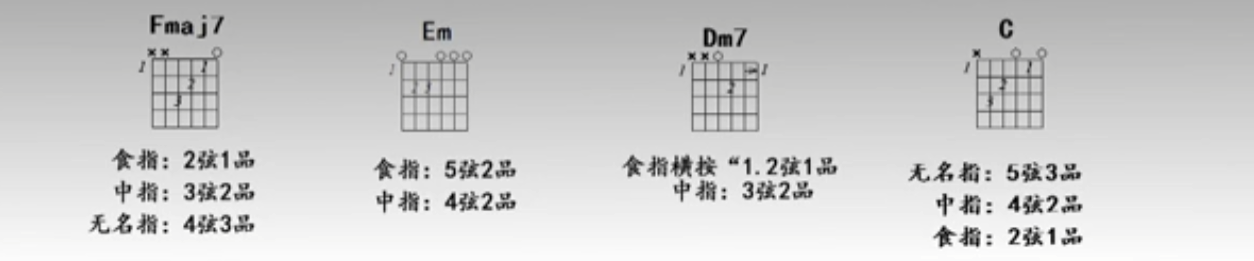 Fmaj7
××
1 1
2
3
食指：2弦1品
中指：3弦2品
无名指：4弦3品
Em
1
2 3
食指：5弦2品
中指：4弦2品
Dm7
××
1 1
2
食指横按“1.2弦1品
中指：3弦2品
C
×
1 1
2
3
无名指：5弦3品
中指：4弦2品
食指：2弦1品